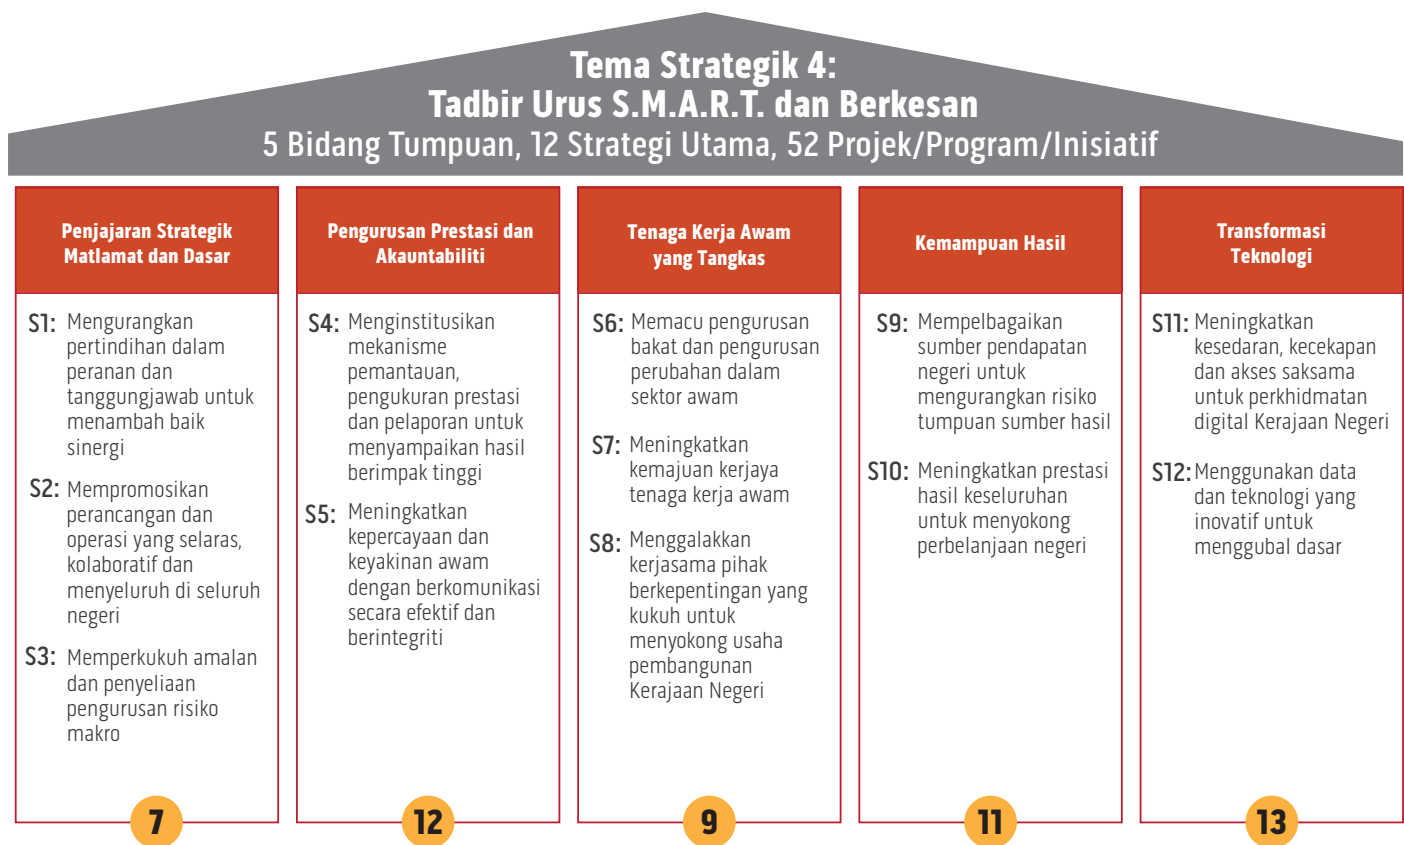 Tema Strategik 4:
Tadbir Urus S.M.A.R.T. dan Berkesan
5 Bidang Tumpuan, 12 Strategi Utama, 52 Projek/Program/Inisiatif
Penjajaran Strategik
Matlamat dan Dasar
S1: Mengurangkan
pertindihan dalam
peranan dan
tanggungjawab untuk
menambah baik
sinergi
S2: Mempromosikan
perancangan dan
operasi yang selaras,
kolaboratif dan
menyeluruh di seluruh
negeri
S3: Memperkukuh amalan
dan penyeliaan
pengurusan risiko
makro
7
Pengurusan Prestasi dan
Akauntabiliti
S4: Menginstitusikan
mekanisme
pemantauan,
pengukuran prestasi
dan pelaporan untuk
menyampaikan hasil
berimpak tinggi
S5: Meningkatkan
kepercayaan dan
keyakinan awam
dengan berkomunikasi
secara efektif dan
berintegriti
12
Tenaga Kerja Awam
yang Tangkas
S6: Memacu pengurusan
bakat dan pengurusan
perubahan dalam
sektor awam
S7: Meningkatkan
kemajuan kerjaya
tenaga kerja awam
S8: Menggalakkan
kerjasama pihak
berkepentingan yang
kukuh untuk
menyokong usaha
pembangunan
Kerajaan Negeri
9
Kemampuan Hasil
S9: Mempelbagaikan
sumber pendapatan
negeri untuk
mengurangkan risiko
tumpuan sumber hasil
S10: Meningkatkan prestasi
hasil keseluruhan
untuk menyokong
perbelanjaan negeri
11
Transformasi
Teknologi
S11: Meningkatkan
kesedaran, kecekapan
dan akses saksama
untuk perkhidmatan
digital Kerajaan Negeri
S12: Menggunakan data
dan teknologi yang
inovatif untuk
menggubal dasar
13